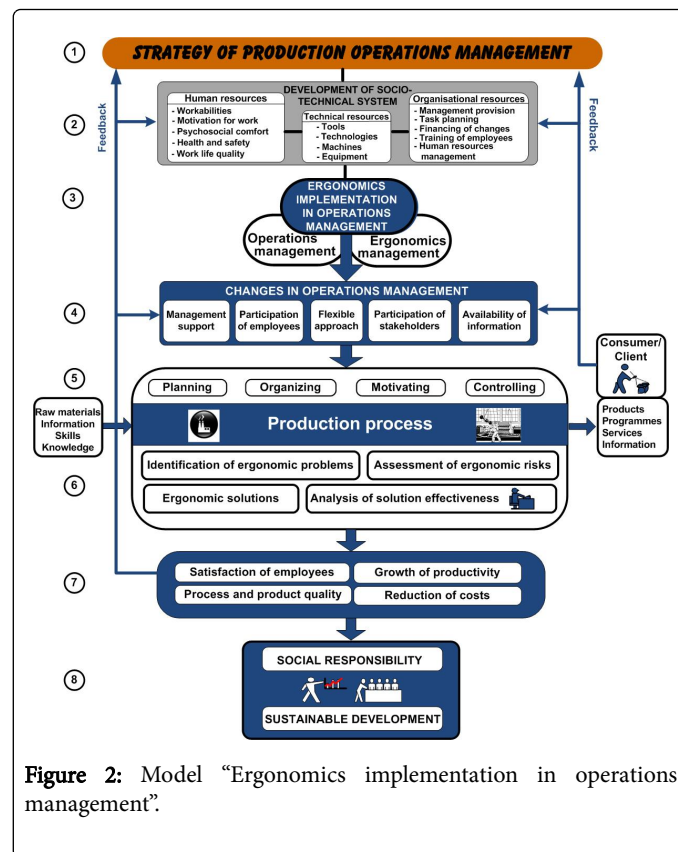 1
STRATEGY OF PRODUCTION OPERATIONS MANAGEMENT
Feedback
Feedback
2
DEVELOPMENT OF SOCIO-
TECHNICAL SYSTEM
Human resources
- Workabilities
- Motivation for work
- Psychosocial comfort
- Health and safety
- Work life quality
Technical resources
- Tools
- Technologies
- Machines
- Equipment
Organisational resources
- Management provision
- Task planning
- Financing of changes
- Training of employees
- Human resources
management
3
ERGONOMICS
IMPLEMENTATION
IN OPERATIONS
MANAGEMENT
Operations
management
Ergonomics
management
4
CHANGES IN OPERATIONS MANAGEMENT
Management
support
Participation
of employees
Flexible
approach
Participation of
stakeholders
Availability of
information
Consumer/
Client
5
Planning
Organizing
Motivating
Controlling
Raw materials
Information
Skills
Knowledge
Production process
Products
Programmes
Services
Information
6
Identification of ergonomic problems
Assessment of ergonomic risks
Ergonomic solutions
Analysis of solution effectiveness
7
Satisfaction of employees
Growth of productivity
Process and product quality
Reduction of costs
8
SOCIAL RESPONSIBILITY
SUSTAINABLE DEVELOPMENT
Figure 2: Model “Ergonomics implementation in operations
management”.